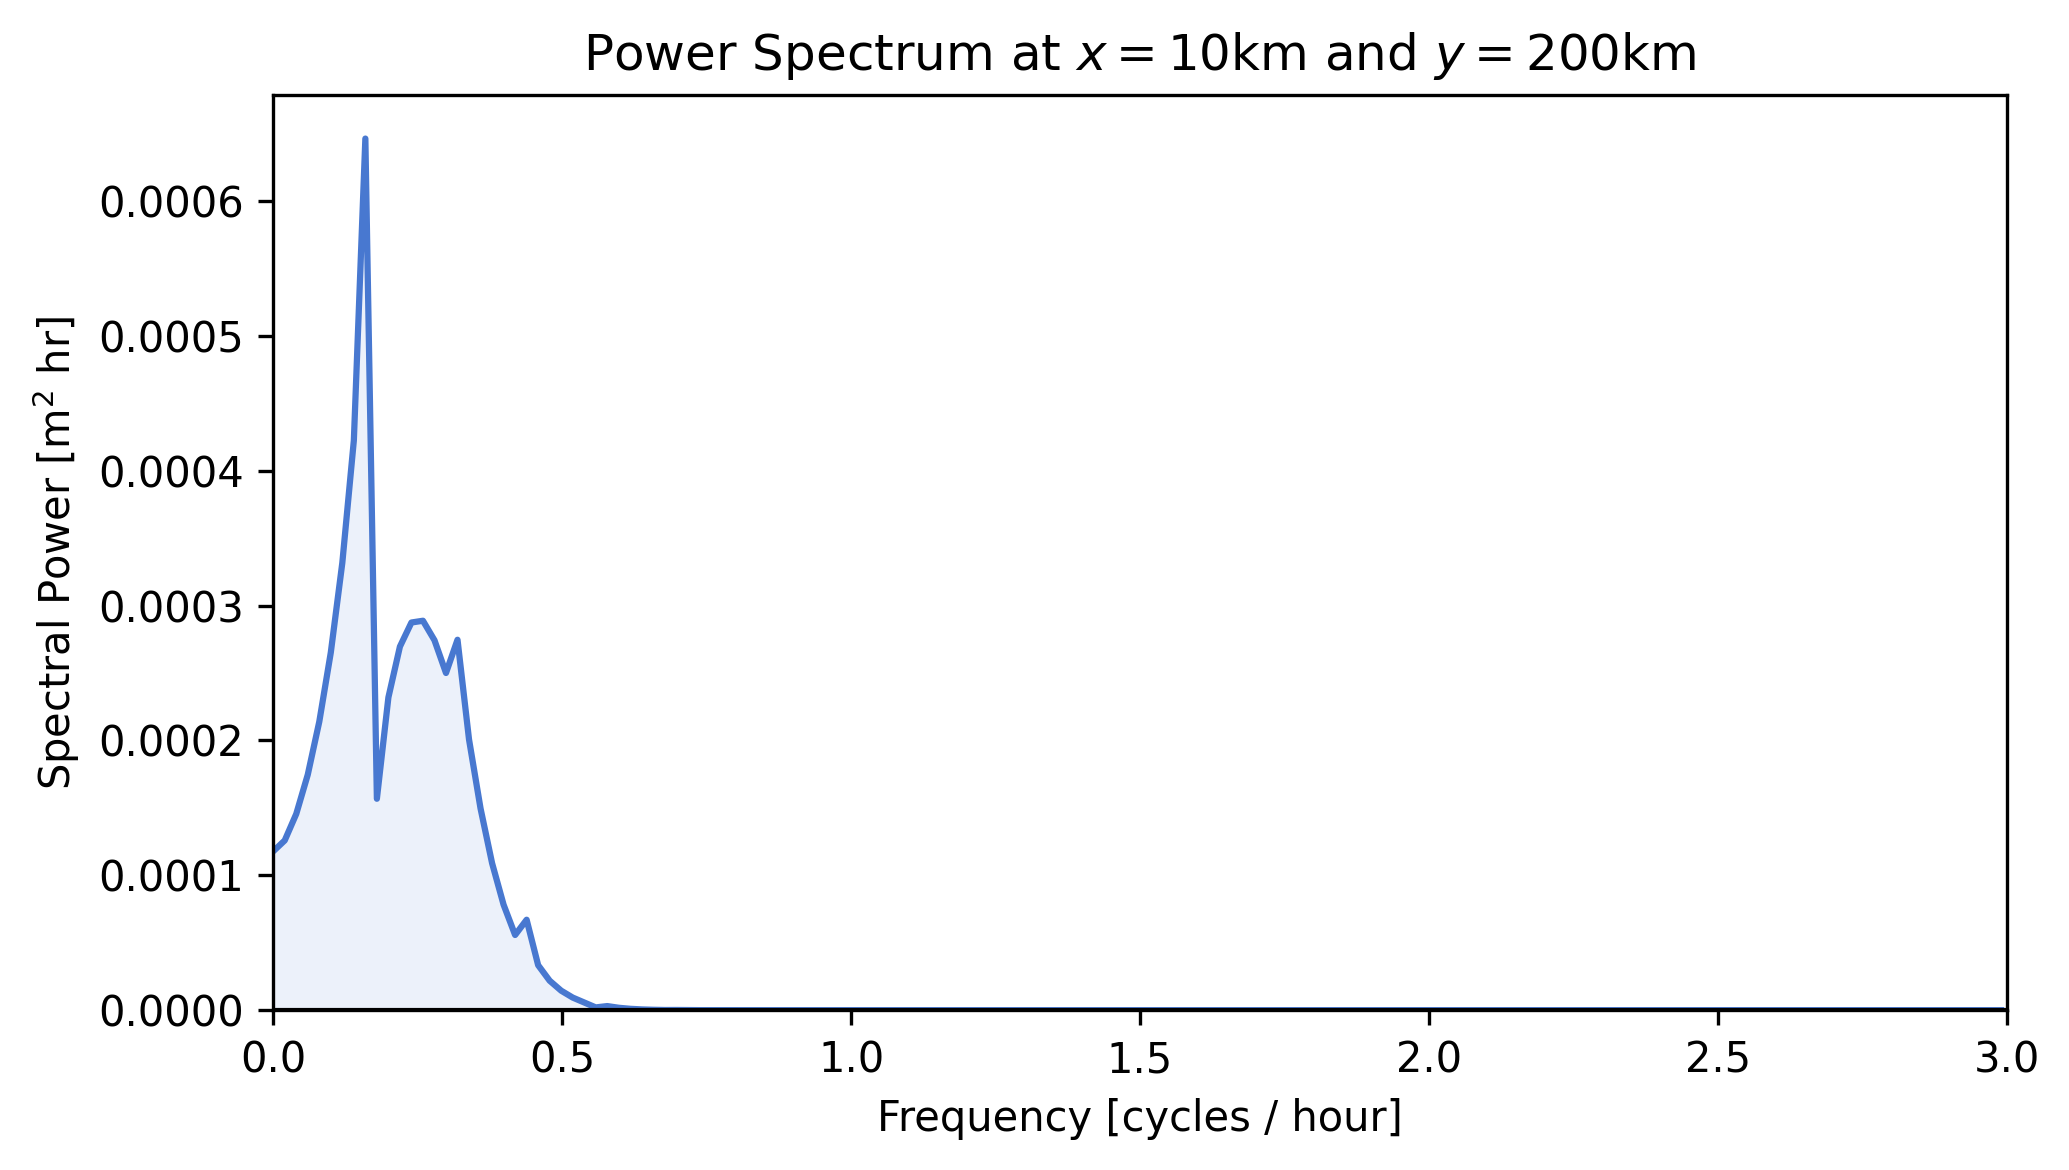 Power Spectrum at x = 10km and y = 200km
Spectral Power [m² hr]
0.0006
0.0005
0.0004
0.0003
0.0002
0.0001
0.0000
0.0 0.5 1.0 1.5 2.0 2.5 3.0
Frequency [cycles / hour]